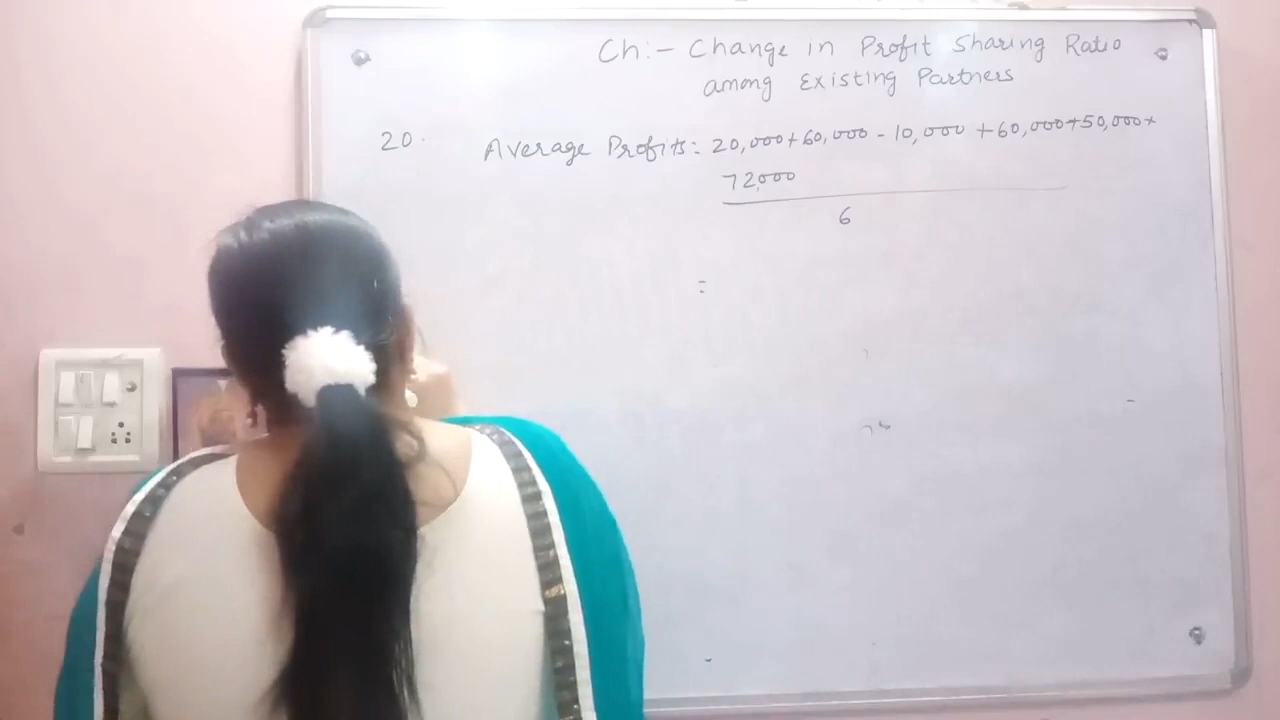 Ch:- Change in Profit Sharing Ratio
among Existing Partners
20. Average Profits: 20,000+60,000-10,000+60,000+50,000+
72,000
6
=